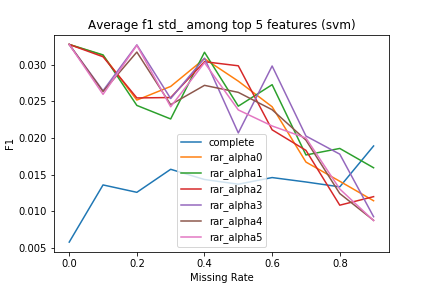 Average f1 std_ among top 5 features (svm)
F1
0.030
0.025
0.020
0.015
0.010
0.005
complete
rar_alpha0
rar_alpha1
rar_alpha2
rar_alpha3
rar_alpha4
rar_alpha5
0.0 0.2 0.4 0.6 0.8
Missing Rate